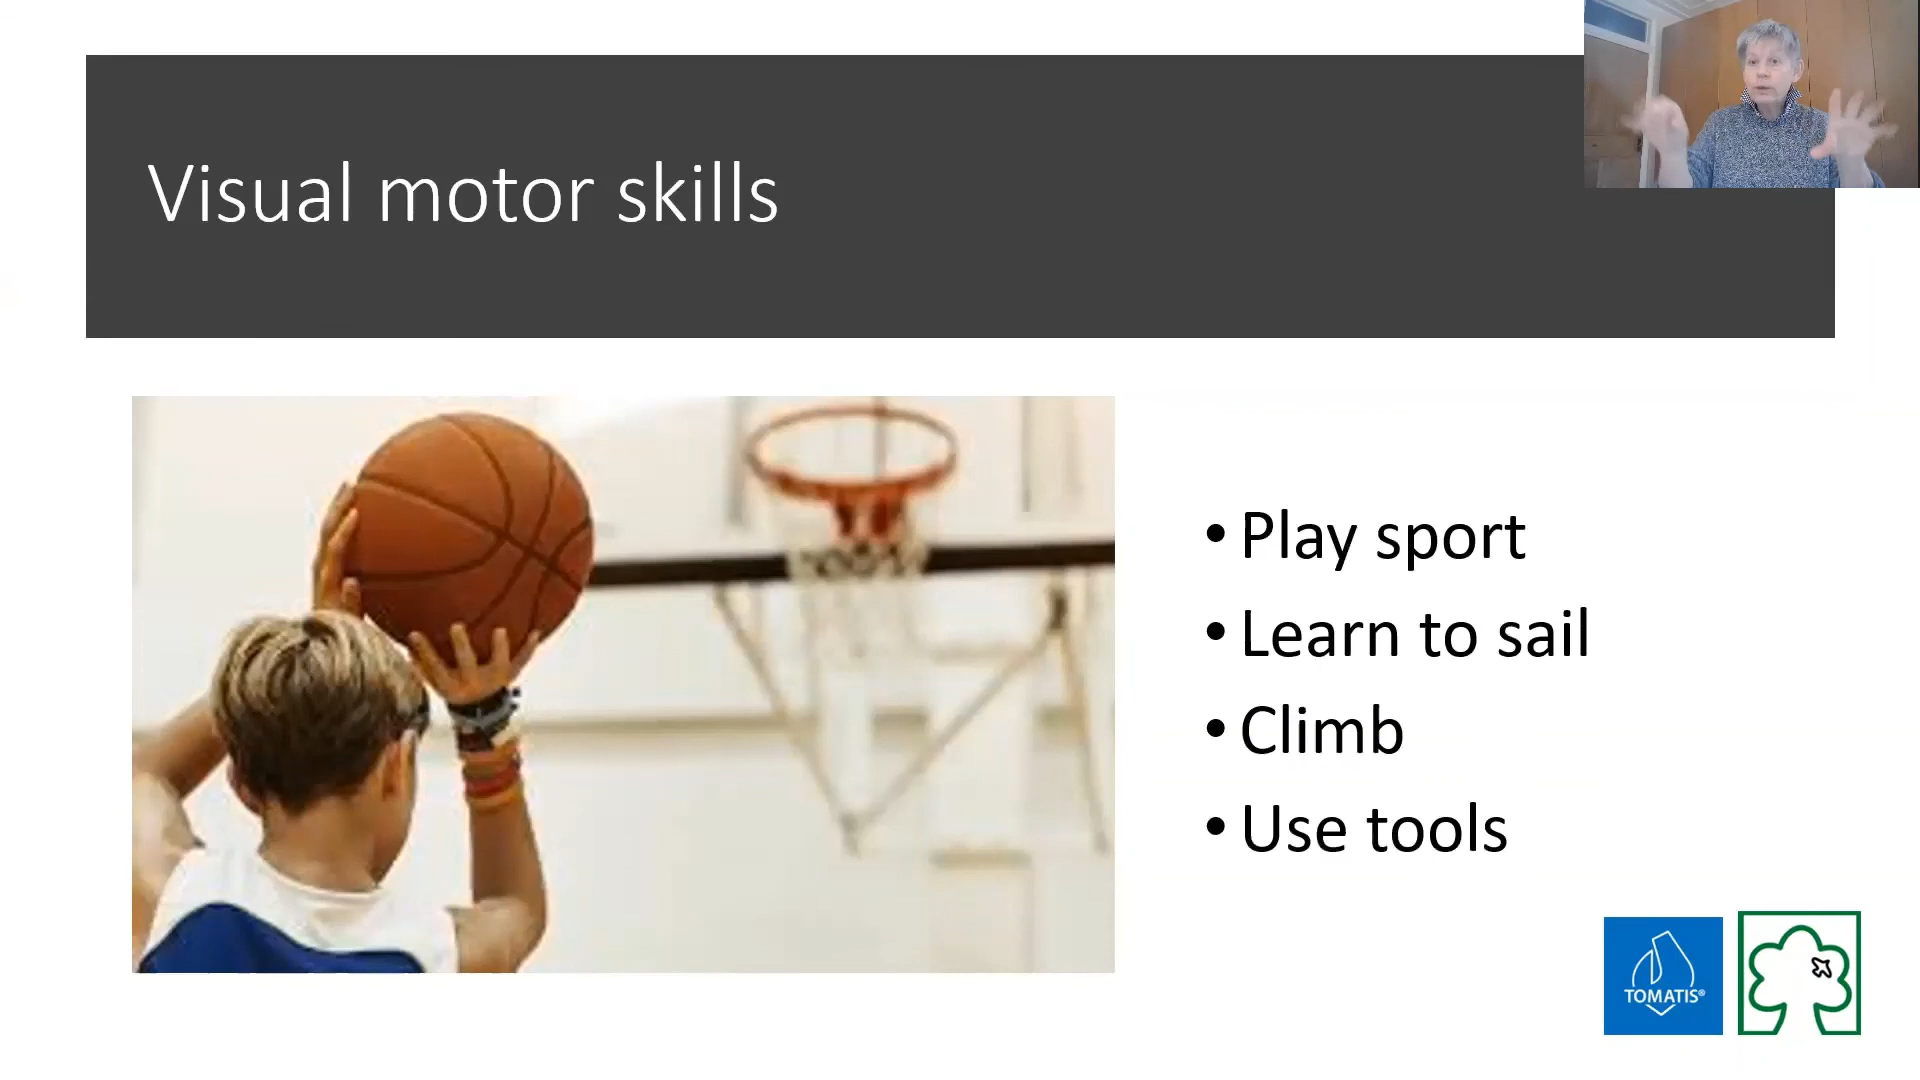 Visual motor skills
• Play sport
• Learn to sail
• Climb
• Use tools
TOMATIS®